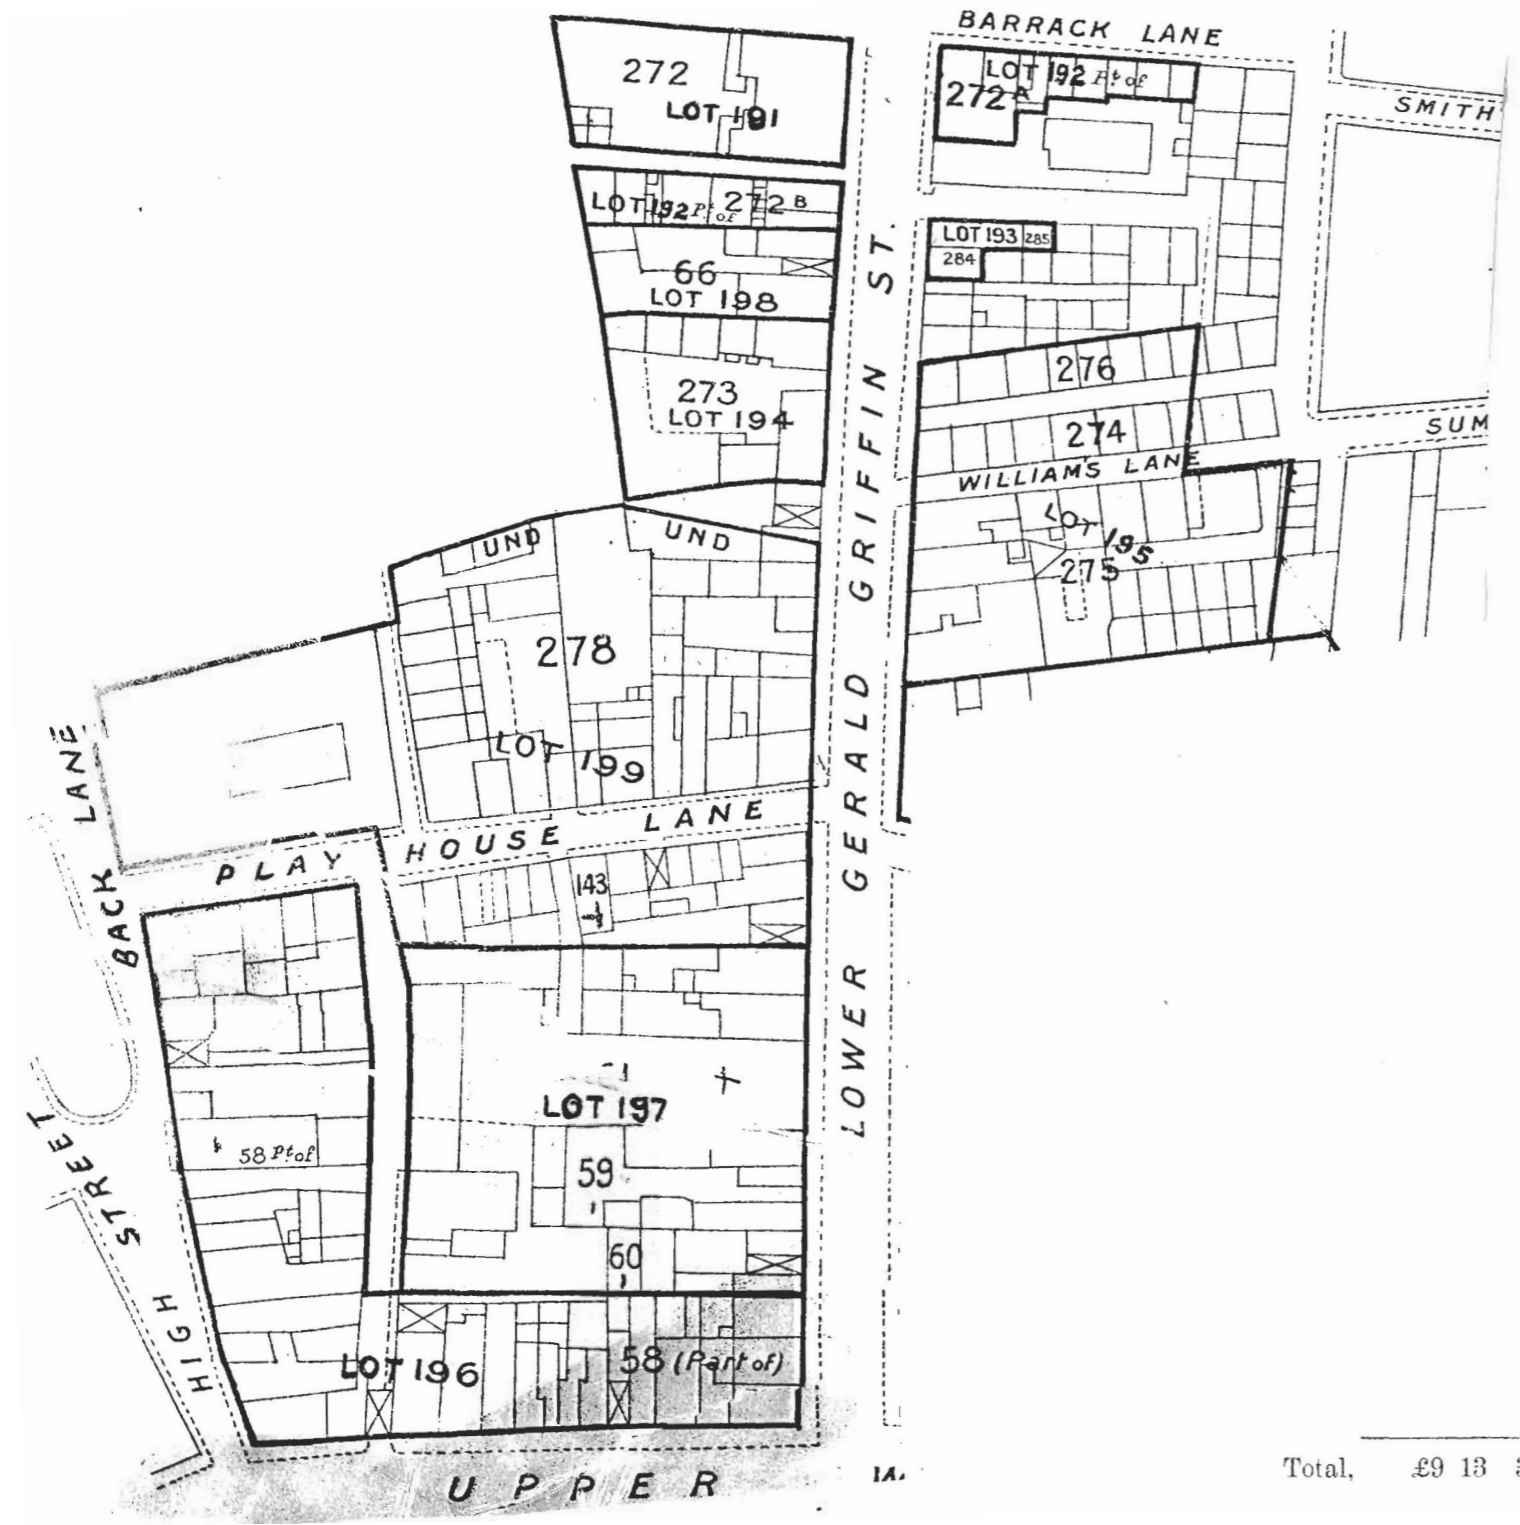 BARRACK LANE
272
LOT 191
LOT 192 Pt. of
272 A
SMITH
LOT 192 Pt. of 272 B
LOT 193 285
284
66
LOT 198
273
LOT 194
276
274
SUM
WILLIAM'S LANE
LOWER GERALD GRIFFIN ST.
UND
UND
LOT 195
275
278
LOT 199
BACK LANE
PLAY HOUSE LANE
143
LOT 197
58 Pt. of
59
60
HIGH STREET
LOT 196
58 (Part of)
UPPER
Total, £9 13